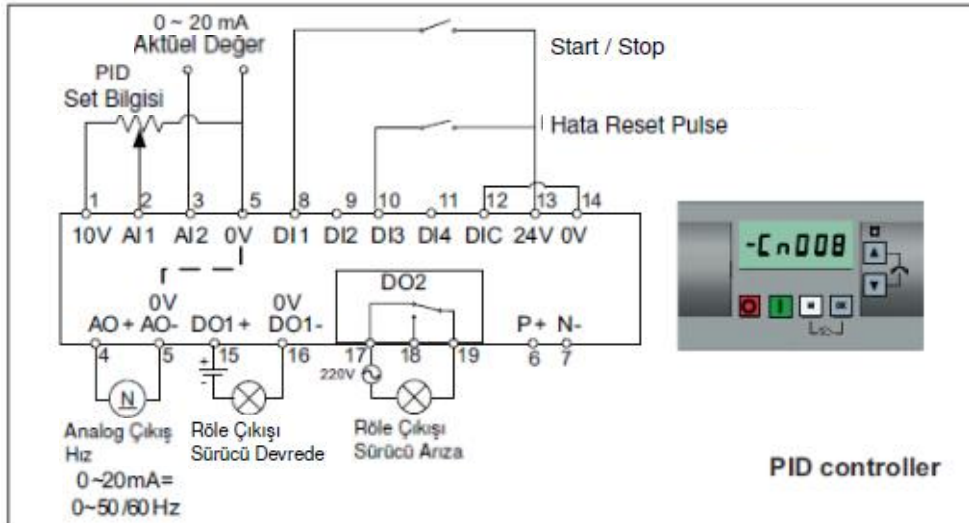 0 ~ 20 mA
Aktüel Değer
PID
Set Bilgisi
Start / Stop
Hata Reset Pulse
1 2 3 5 8 9 10 11 12 13 14
10V AI1 AI2 0V DI1 DI2 DI3 DI4 DIC 24V 0V
-Cn008
DO2
0V 0V
AO+ AO- DO1+ DO1- P+ N-
4 5 15 16 17 18 19 6 7
+
-
220V
N
Analog Çıkış
Hız
0~20mA=
0~50/60 Hz
Röle Çıkışı
Sürücü Devrede
Röle Çıkışı
Sürücü Arıza
PID controller